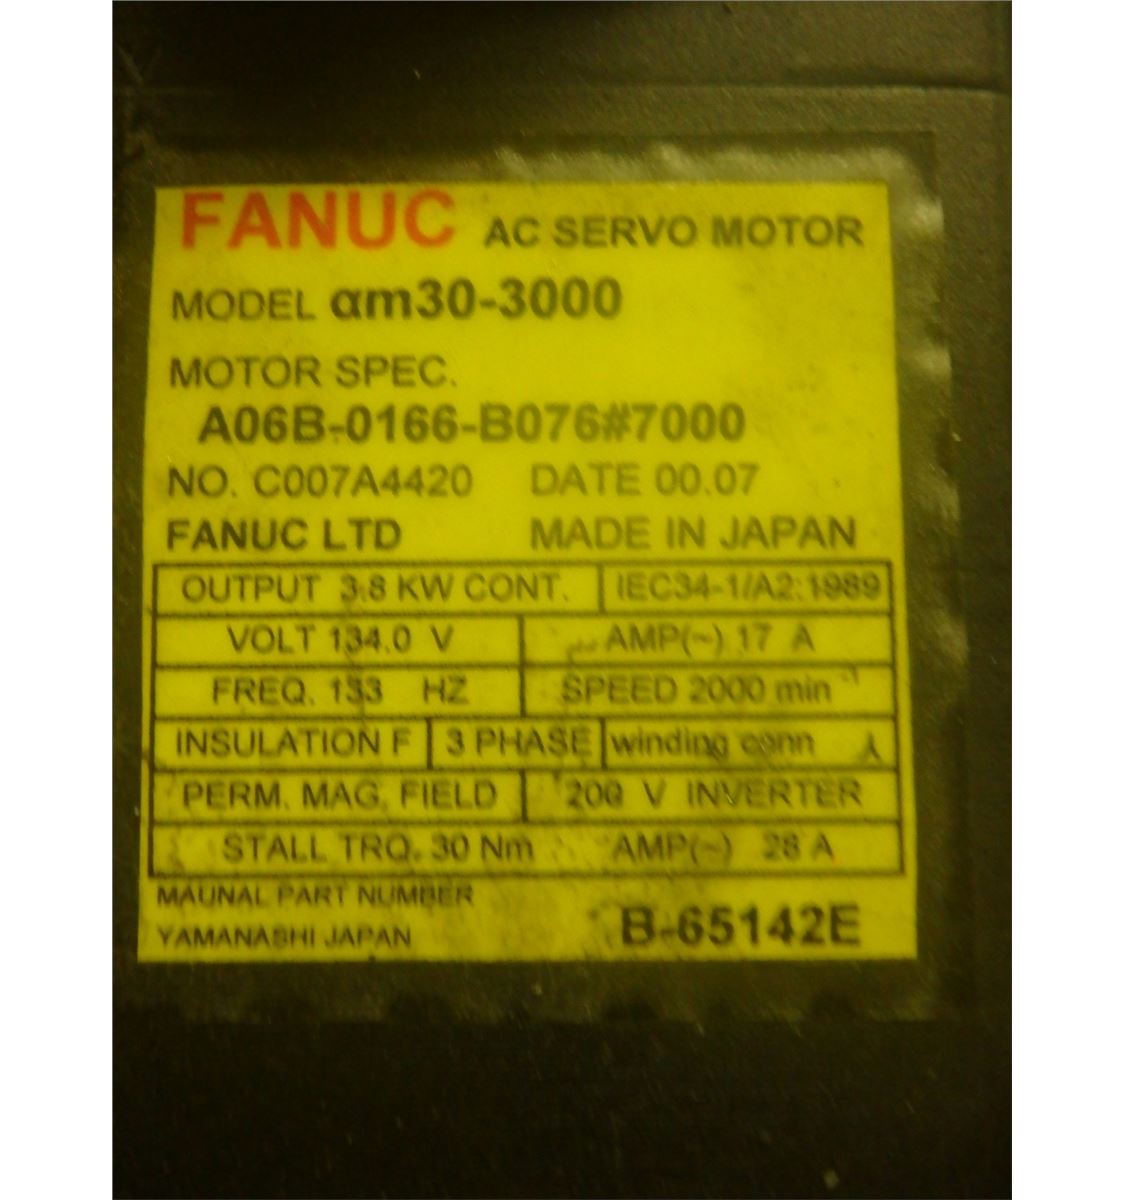 FANUC AC SERVO MOTOR
MODEL αm30-3000
MOTOR SPEC.
A06B-0166-B076#7000
NO. C007A4420 DATE 00.07
FANUC LTD MADE IN JAPAN
OUTPUT 3.8 KW CONT. IEC34-1/A2:1989
VOLT 134.0 V AMP(~) 17 A
FREQ. 133 HZ SPEED 2000 min⁻¹
INSULATION F 3 PHASE winding conn
PERM. MAG. FIELD 200 V INVERTER
STALL TRQ. 30 Nm AMP(~) 28 A
MAUNAL PART NUMBER
YAMANASHI JAPAN B-65142E